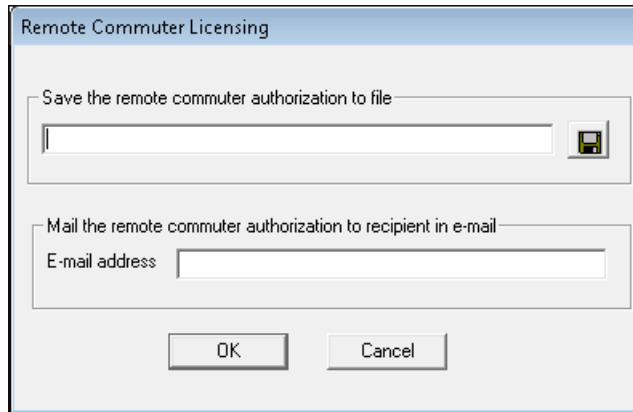 Remote Commuter Licensing
Save the remote commuter authorization to file
Mail the remote commuter authorization to recipient in e-mail
E-mail address
OK
Cancel